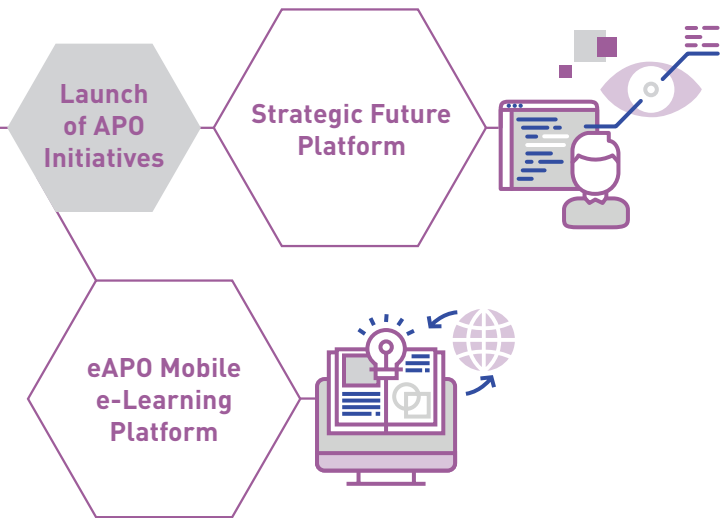 Launch
of APO
Initiatives
Strategic Future
Platform
eAPO Mobile
e-Learning
Platform